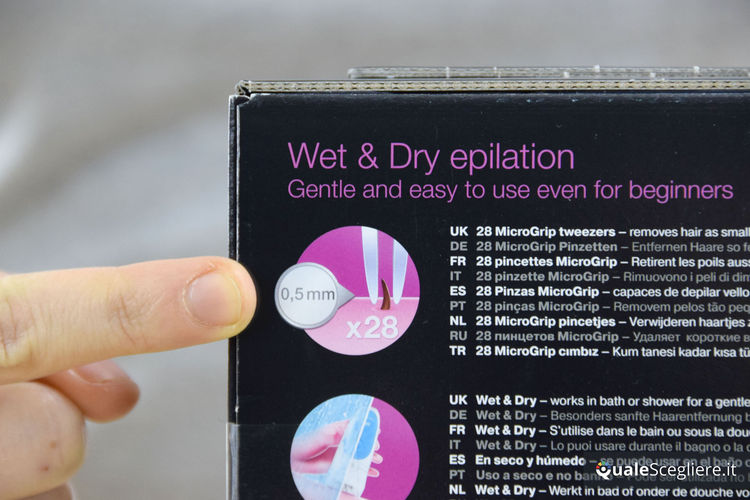 Wet & Dry epilation
Gentle and easy to use even for beginners
0,5 mm
x28
UK 28 MicroGrip tweezers – removes hair as small
DE 28 MicroGrip Pinzetten – Entfernen Haare so
FR 28 pincettes MicroGrip – Retirent les poils
IT 28 pinzette MicroGrip – Rimuovono i peli di
ES 28 Pinzas MicroGrip – capaces de depilar
PT 28 pinças MicroGrip – Removem pelos tão
NL 28 MicroGrip pincetjes – Verwijderen haartjes
RU 28 пинцетов MicroGrip – Удаляет короткие
TR 28 MicroGrip cımbız – Kum tanesi kadar kısa
UK Wet & Dry – works in bath or shower for a gentle
DE Wet & Dry – Besonders sanfte Haarentfernung
FR Wet & Dry – S'utilise dans le bain ou sous la
IT Wet & Dry – Lo puoi usare durante il bagno o la
ES En seco y húmedo – se puede usar en el baño
PT Uso a seco e no
NL Wet & Dry – Werkt in bad of onder de douche
QualeScegliere.it